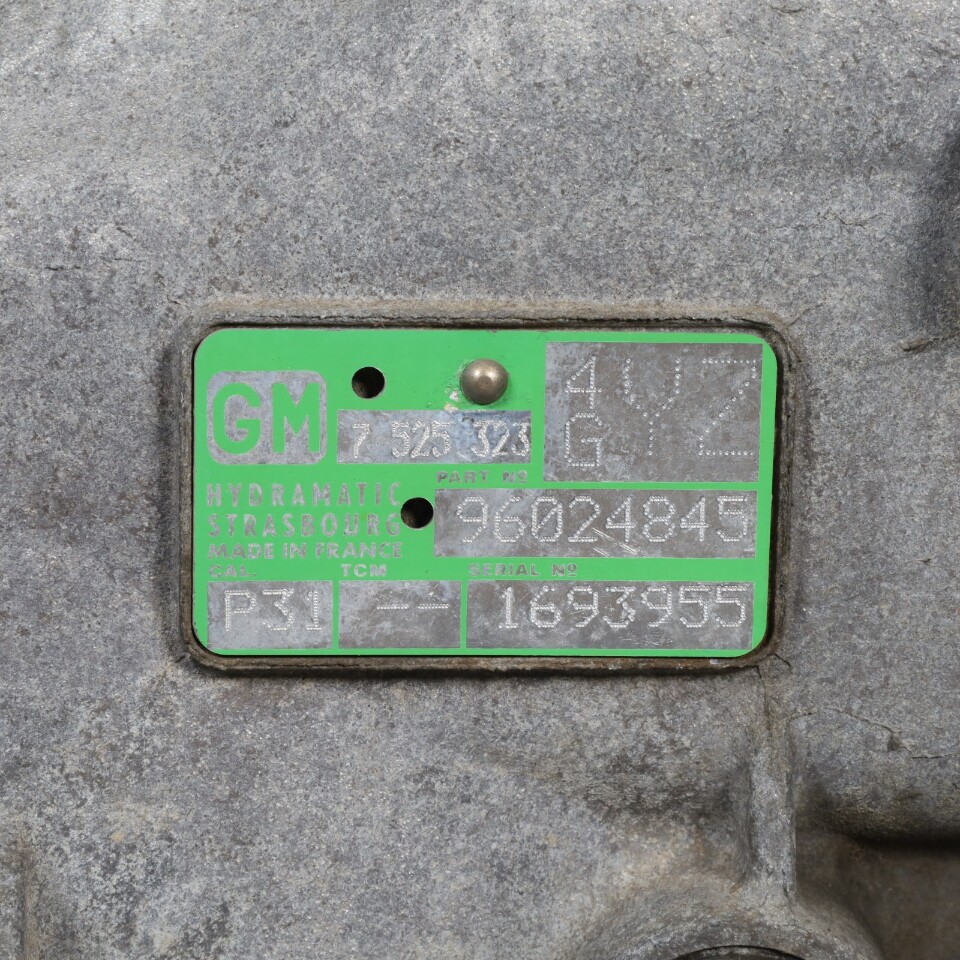 GM
7 525 323
4YZ
G
PART Nº
96024845
HYDRAMATIC
STRASBOURG
MADE IN FRANCE
CAL. TCM SERIAL Nº
P31 -- 1693955